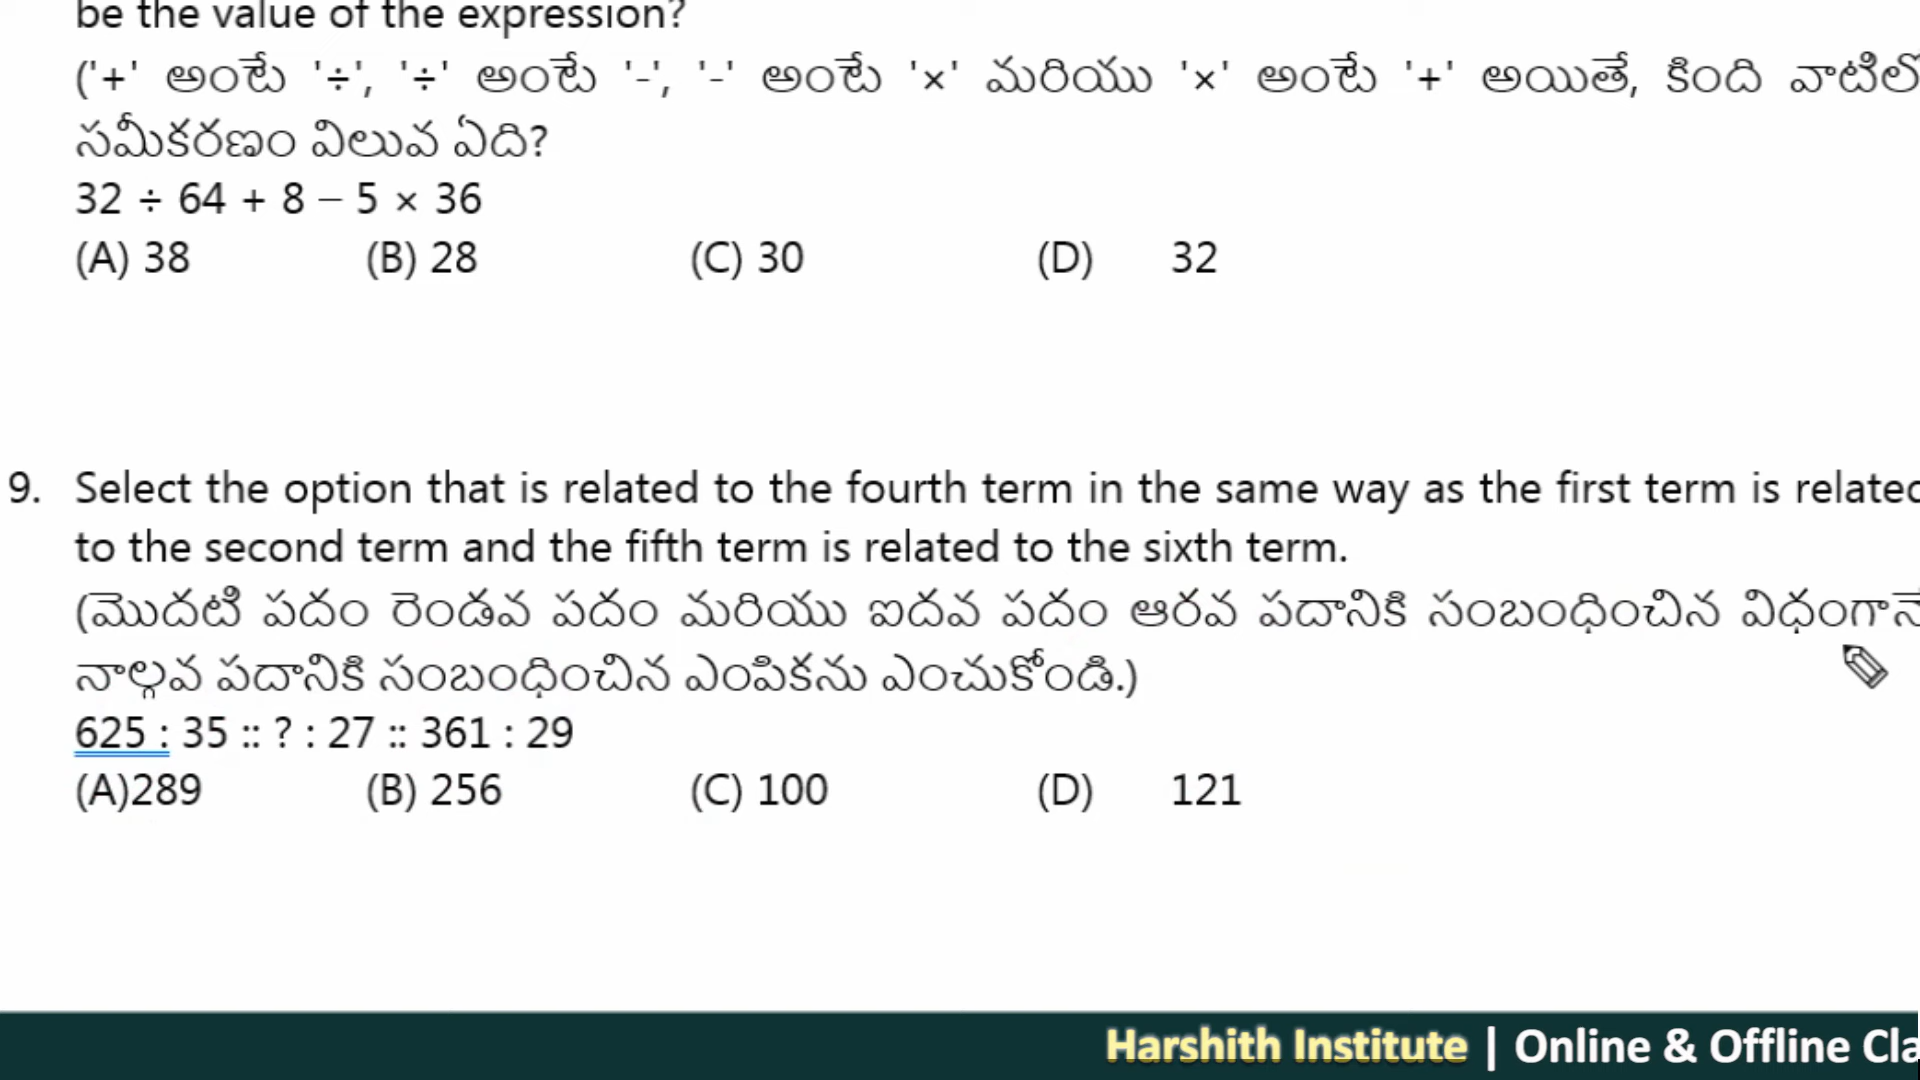 be the value of the expression?
('+' అంటే '÷', '÷' అంటే '-', '-' అంటే '×' మరియు '×' అంటే '+' అయితే, కింది వాటిలో
సమీకరణం విలువ ఏది?
32 ÷ 64 + 8 – 5 × 36
(A) 38 (B) 28 (C) 30 (D) 32
9. Select the option that is related to the fourth term in the same way as the first term is related
to the second term and the fifth term is related to the sixth term.
(మొదటి పదం రెండవ పదం మరియు ఐదవ పదం ఆరవ పదానికి సంబంధించిన విధంగానే
నాల్గవ పదానికి సంబంధించిన ఎంపికను ఎంచుకోండి.)
625 : 35 :: ? : 27 :: 361 : 29
(A)289 (B) 256 (C) 100 (D) 121
Harshith Institute | Online & Offline Cla